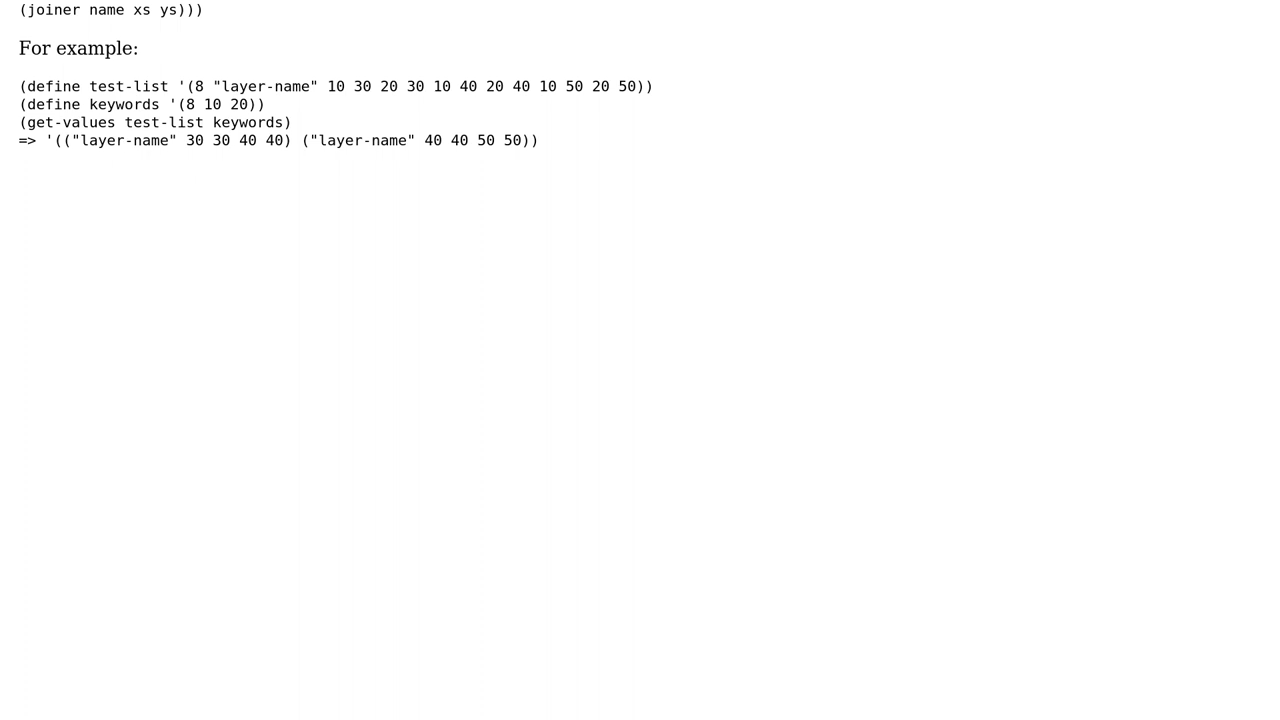 (joiner name xs ys)))
For example:
(define test-list '(8 "layer-name" 10 30 20 30 10 40 20 40 10 50 20 50))
(define keywords '(8 10 20))
(get-values test-list keywords)
=> '(("layer-name" 30 30 40 40) ("layer-name" 40 40 50 50))